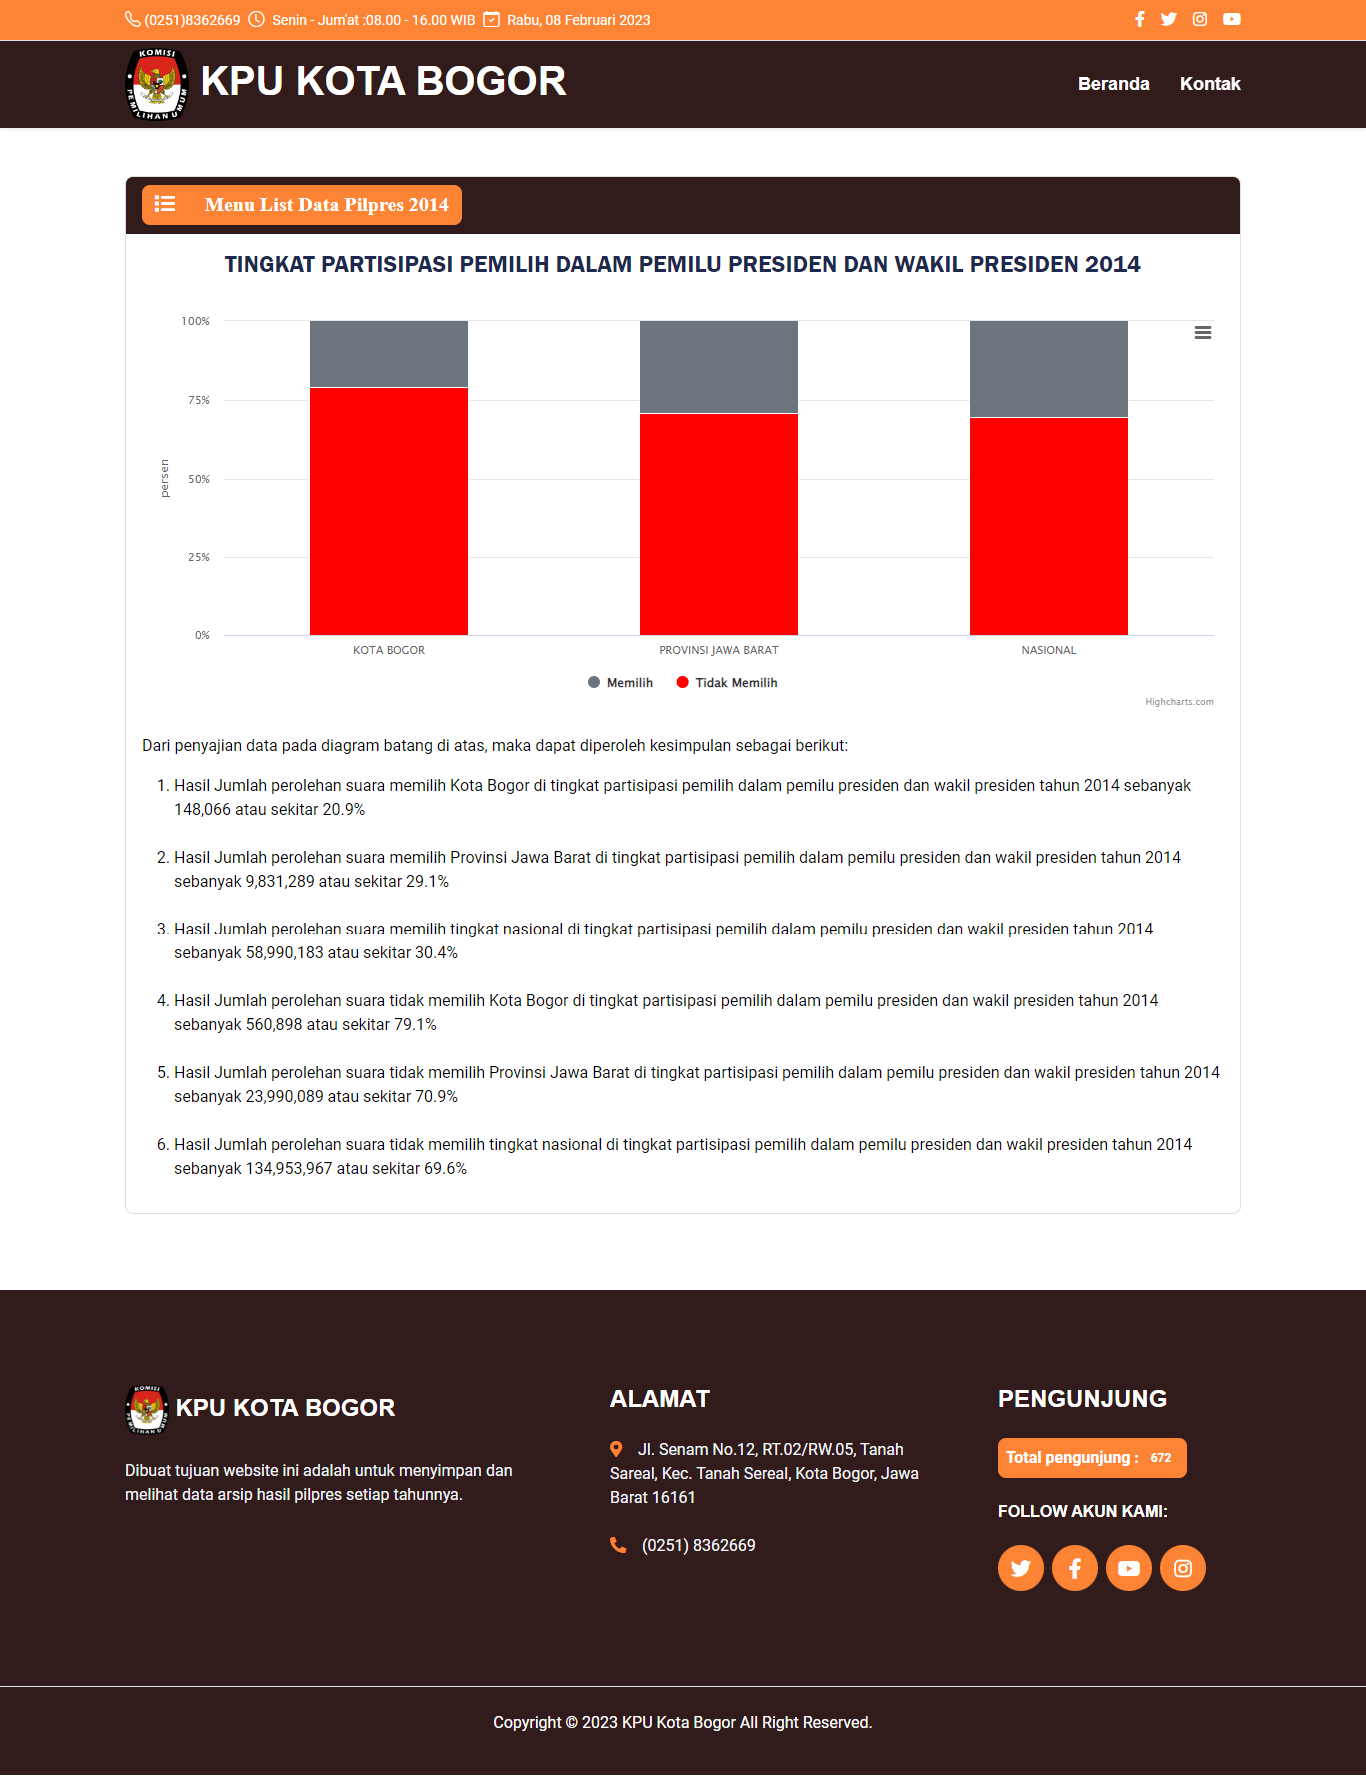 (0251)8362669 Senin - Jum'at :08.00 - 16.00 WIB Rabu, 08 Februari 2023
KOMISI
PEMILIHAN UMUM
KPU KOTA BOGOR
Beranda Kontak
Menu List Data Pilpres 2014
TINGKAT PARTISIPASI PEMILIH DALAM PEMILU PRESIDEN DAN WAKIL PRESIDEN 2014
100%
75%
50%
25%
0%
persen
KOTA BOGOR PROVINSI JAWA BARAT NASIONAL
Memilih Tidak Memilih
Highcharts.com
Dari penyajian data pada diagram batang di atas, maka dapat diperoleh kesimpulan sebagai berikut:
1. Hasil Jumlah perolehan suara memilih Kota Bogor di tingkat partisipasi pemilih dalam pemilu presiden dan wakil presiden tahun 2014 sebanyak
148,066 atau sekitar 20.9%
2. Hasil Jumlah perolehan suara memilih Provinsi Jawa Barat di tingkat partisipasi pemilih dalam pemilu presiden dan wakil presiden tahun 2014
sebanyak 9,831,289 atau sekitar 29.1%
3. Hasil Jumlah perolehan suara memilih tingkat nasional di tingkat partisipasi pemilih dalam pemilu presiden dan wakil presiden tahun 2014
sebanyak 58,990,183 atau sekitar 30.4%
4. Hasil Jumlah perolehan suara tidak memilih Kota Bogor di tingkat partisipasi pemilih dalam pemilu presiden dan wakil presiden tahun 2014
sebanyak 560,898 atau sekitar 79.1%
5. Hasil Jumlah perolehan suara tidak memilih Provinsi Jawa Barat di tingkat partisipasi pemilih dalam pemilu presiden dan wakil presiden tahun 2014
sebanyak 23,990,089 atau sekitar 70.9%
6. Hasil Jumlah perolehan suara tidak memilih tingkat nasional di tingkat partisipasi pemilih dalam pemilu presiden dan wakil presiden tahun 2014
sebanyak 134,953,967 atau sekitar 69.6%
KOMISI
PEMILIHAN UMUM
KPU KOTA BOGOR
Dibuat tujuan website ini adalah untuk menyimpan dan
melihat data arsip hasil pilpres setiap tahunnya.
ALAMAT
Jl. Senam No.12, RT.02/RW.05, Tanah
Sareal, Kec. Tanah Sereal, Kota Bogor, Jawa
Barat 16161
(0251) 8362669
PENGUNJUNG
Total pengunjung : 672
FOLLOW AKUN KAMI:
Copyright © 2023 KPU Kota Bogor All Right Reserved.